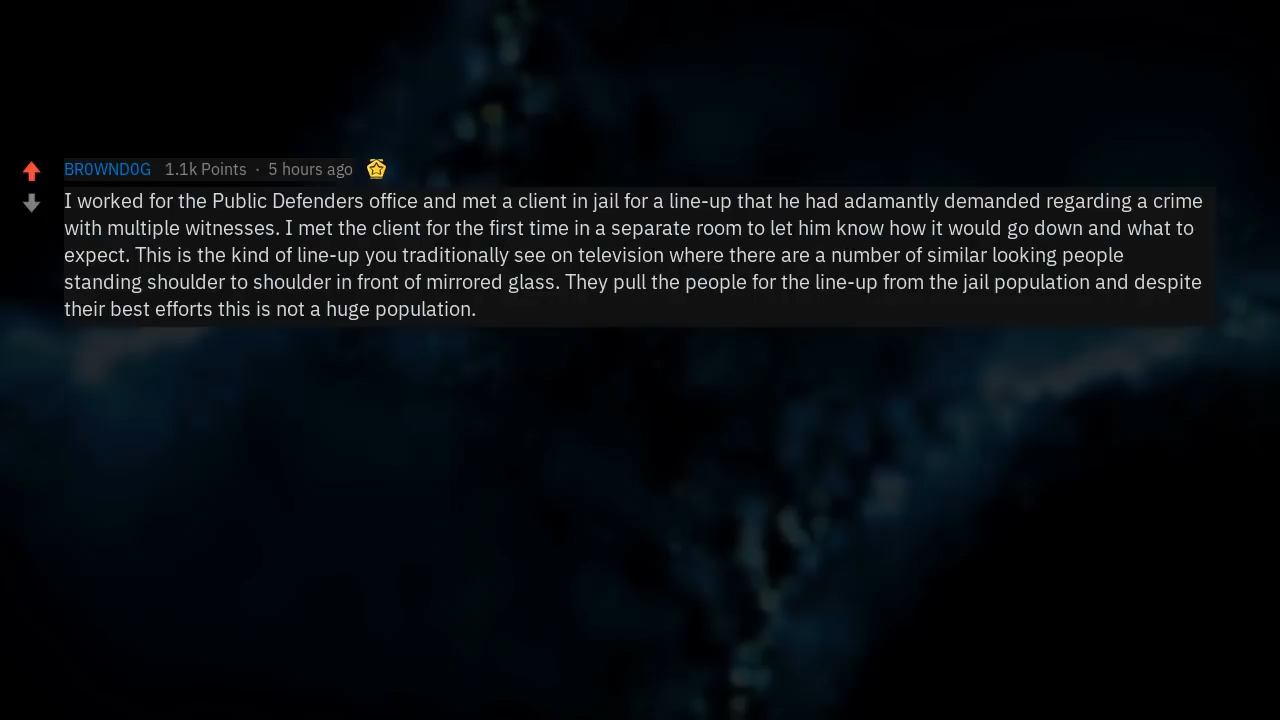 BR0WND0G 1.1k Points · 5 hours ago
I worked for the Public Defenders office and met a client in jail for a line-up that he had adamantly demanded regarding a crime
with multiple witnesses. I met the client for the first time in a separate room to let him know how it would go down and what to
expect. This is the kind of line-up you traditionally see on television where there are a number of similar looking people
standing shoulder to shoulder in front of mirrored glass. They pull the people for the line-up from the jail population and despite
their best efforts this is not a huge population.